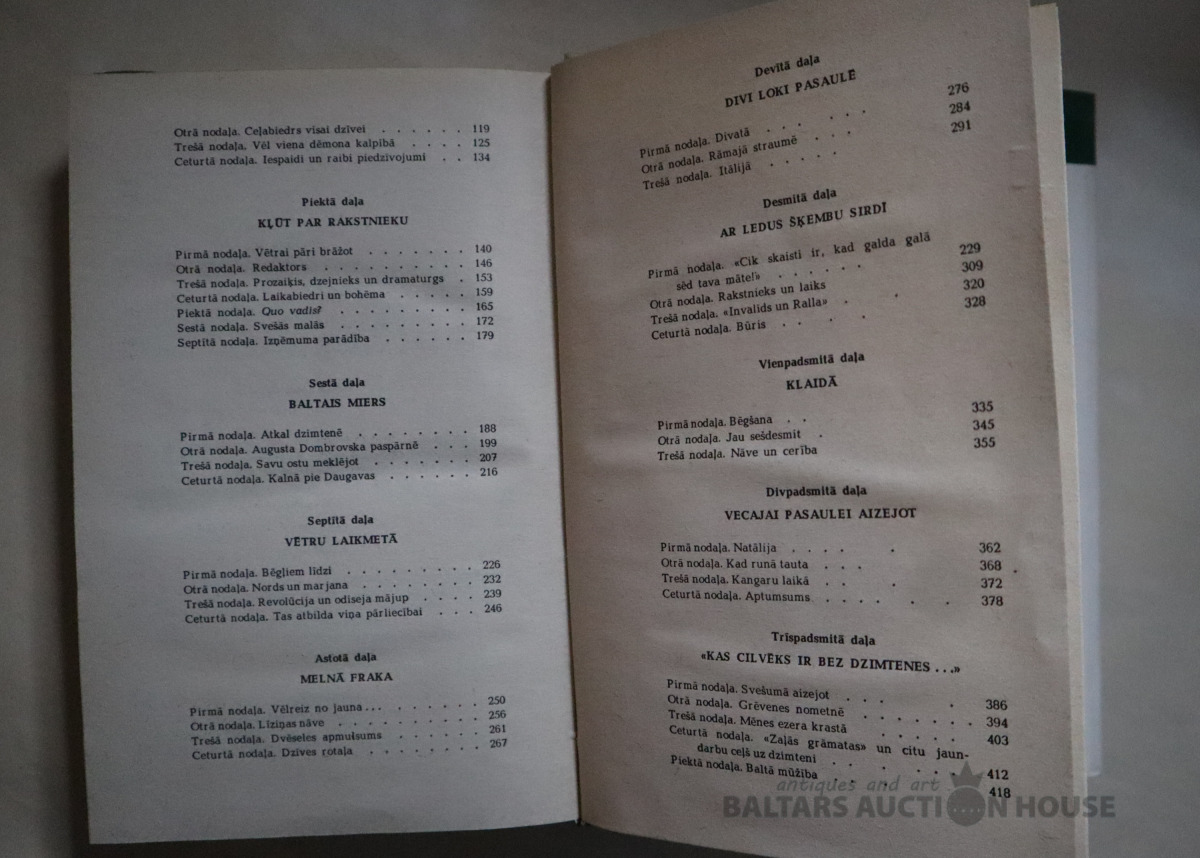 Otrā nodaļa. Ceļabiedrs visai dzīvei . . . . . . 119
Trešā nodaļa. Vēl viena dēmona kalpībā . . . . 125
Ceturtā nodaļa. Iespaidi un raibi piedzīvojumi . . 134
Piektā daļa
KĻŪT PAR RAKSTNIEKU
Pirmā nodaļa. Vētrai pāri brāžot . . . . . . . 140
Otrā nodaļa. Redaktors . . . . . . . . . . 146
Trešā nodaļa. Prozaiķis, dzejnieks un dramaturgs . 153
Ceturtā nodaļa. Laikabiedri un bohēma . . . . . 159
Piektā nodaļa. Quo vadis? . . . . . . . . . 165
Sestā nodaļa. Svešās malās . . . . . . . . 172
Septītā nodaļa. Izņēmuma parādība . . . . . . 179
Sestā daļa
BALTAIS MIERS
Pirmā nodaļa. Atkal dzimtenē . . . . . . . . 188
Otrā nodaļa. Augusta Dombrovska paspārnē . . . 199
Trešā nodaļa. Savu ostu meklējot . . . . . . . 207
Ceturtā nodaļa. Kalnā pie Daugavas . . . . . . 216
Septītā daļa
VĒTRU LAIKMETĀ
Pirmā nodaļa. Bēgļiem līdzi . . . . . . . . . 226
Otrā nodaļa. Nords un marjana . . . . . . . . 232
Trešā nodaļa. Revolūcija un odiseja mājup . . . . 239
Ceturtā nodaļa. Tas atbilda viņa pārliecībai . . . 246
Astotā daļa
MELNĀ FRAKA
Pirmā nodaļa. Vēlreiz no jauna . . . . . . . . . 250
Otrā nodaļa. Līziņas nāve . . . . . . . . . 256
Trešā nodaļa. Dvēseles apmulsums . . . . . . 261
Ceturtā nodaļa. Dzīves rotaļa . . . . . . . . 267
Devītā daļa
DIVI LOKI PASAULĒ
Pirmā nodaļa. Divatā . . . . . . 276
Otrā nodaļa. Rāmajā straumē . . . 284
Trešā nodaļa. Itālijā . . . . . 291
Desmitā daļa
AR LEDUS ŠĶEMBU SIRDĪ
Pirmā nodaļa. «Cik skaisti ir, kad galda galā
sēd tava māte!» . . . . . . 229
Otrā nodaļa. Rakstnieks un laiks 309
Trešā nodaļa. «Invalīds un Ralla» . . 320
Ceturtā nodaļa. Būris . . . . 328
Vienpadsmitā daļa
KLAIDĀ
Pirmā nodaļa. Bēgšana . . 335
Otrā nodaļa. Jau sešdesmit . 345
Trešā nodaļa. Nāve un cerība 355
Divpadsmitā daļa
VECAJAI PASAULEI AIZEJOT
Pirmā nodaļa. Natālija . . . . . 362
Otrā nodaļa. Kad runā tauta . . . 368
Trešā nodaļa. Kangaru laikā . . . 372
Ceturtā nodaļa. Aptumsums . . . . . . 378
Trīspadsmitā daļa
«KAS CILVĒKS IR BEZ DZIMTENES . . .»
Pirmā nodaļa. Svešumā aizejot . . . 386
Otrā nodaļa. Grēvenes nometnē . . . . . . . 394
Trešā nodaļa. Mēnes ezera krastā . . . . . 403
Ceturtā nodaļa. «Zaļās grāmatas» un citu jaun-
darbu ceļš uz dzimteni . . . . . . . 412
Piektā nodaļa. Baltā mūžība . . . . . 418
antiques and art
BALTARS AUCTION HOUSE